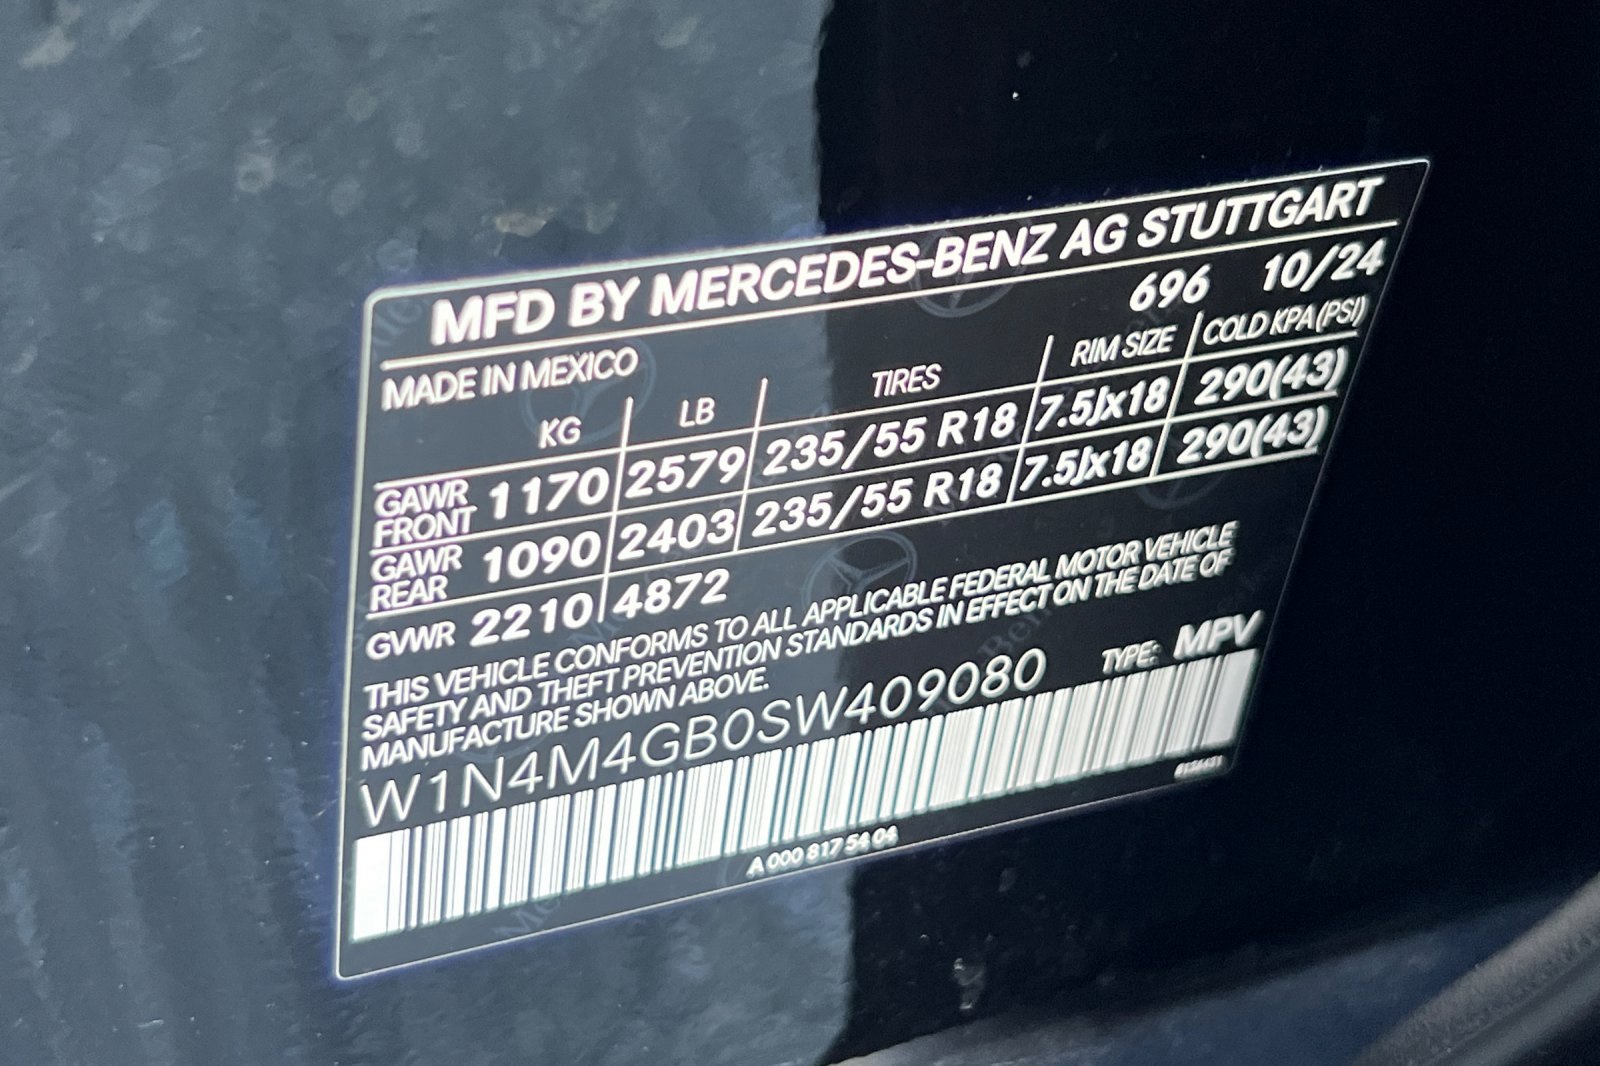 MFD BY MERCEDES-BENZ AG STUTTGART
696 10/24
MADE IN MEXICO
KG LB TIRES RIM SIZE COLD KPA (PSI)
GAWR FRONT 1170 2579 235/55 R18 7.5Jx18 290(43)
GAWR REAR 1090 2403 235/55 R18 7.5Jx18 290(43)
GVWR 2210 4872
THIS VEHICLE CONFORMS TO ALL APPLICABLE FEDERAL MOTOR VEHICLE
SAFETY AND THEFT PREVENTION STANDARDS IN EFFECT ON THE DATE OF
MANUFACTURE SHOWN ABOVE.
W1N4M4GB0SW409080 TYPE: MPV
A 000 817 54 04